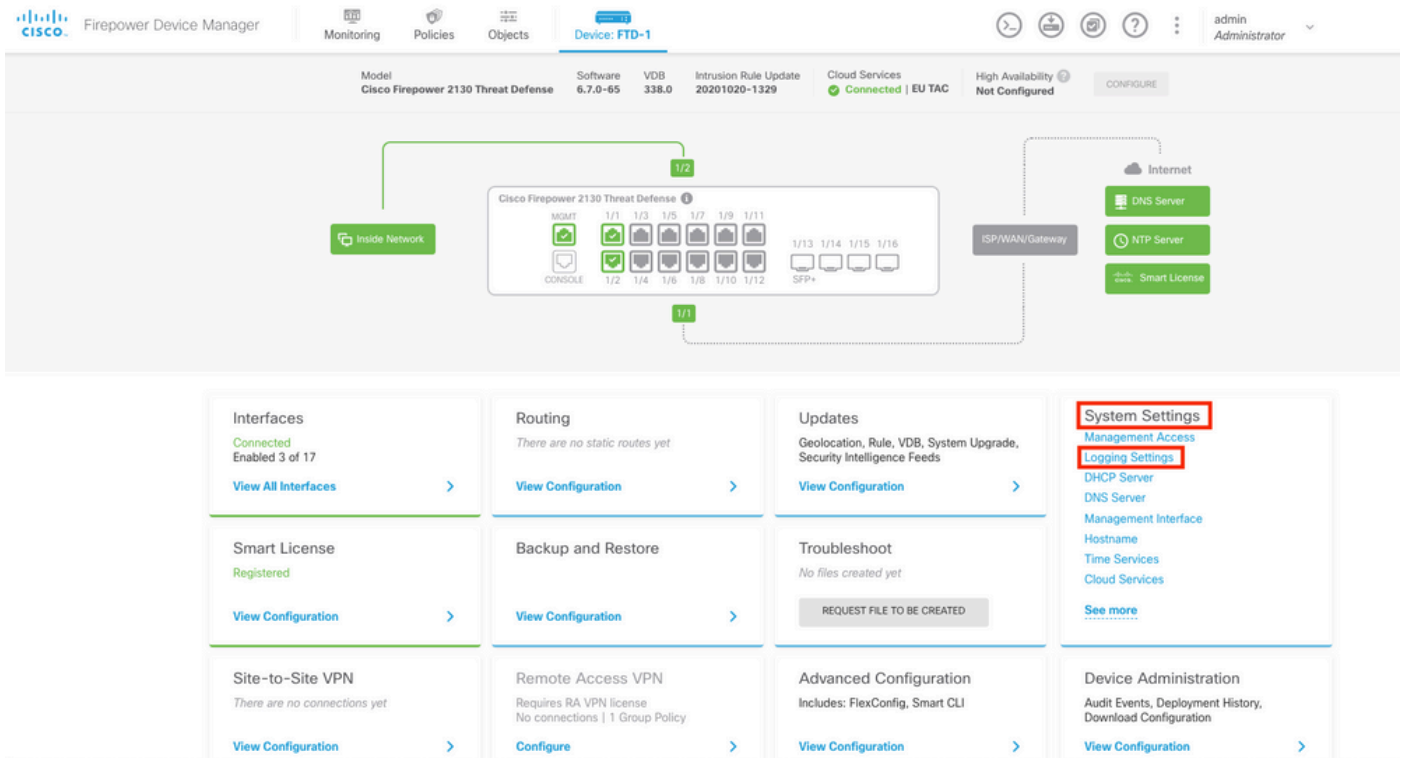 CISCO
Firepower Device Manager
Monitoring
Policies
Objects
Device: FTD-1
admin
Administrator
Model
Cisco Firepower 2130 Threat Defense
Software
6.7.0-65
VDB
338.0
Intrusion Rule Update
20201020-1329
Cloud Services
Connected | EU TAC
High Availability
Not Configured
CONFIGURE
1/2
Internet
Cisco Firepower 2130 Threat Defense
MGMT 1/1 1/3 1/5 1/7 1/9 1/11
1/13 1/14 1/15 1/16
CONSOLE 1/2 1/4 1/6 1/8 1/10 1/12 SFP+
Inside Network
ISP/WAN/Gateway
DNS Server
NTP Server
Smart License
1/1
Interfaces
Connected
Enabled 3 of 17
View All Interfaces
Routing
There are no static routes yet
View Configuration
Updates
Geolocation, Rule, VDB, System Upgrade,
Security Intelligence Feeds
View Configuration
System Settings
Management Access
Logging Settings
DHCP Server
DNS Server
Management Interface
Hostname
Time Services
Cloud Services
See more
Smart License
Registered
View Configuration
Backup and Restore
View Configuration
Troubleshoot
No files created yet
REQUEST FILE TO BE CREATED
Site-to-Site VPN
There are no connections yet
View Configuration
Remote Access VPN
Requires RA VPN license
No connections | 1 Group Policy
Configure
Advanced Configuration
Includes: FlexConfig, Smart CLI
View Configuration
Device Administration
Audit Events, Deployment History,
Download Configuration
View Configuration